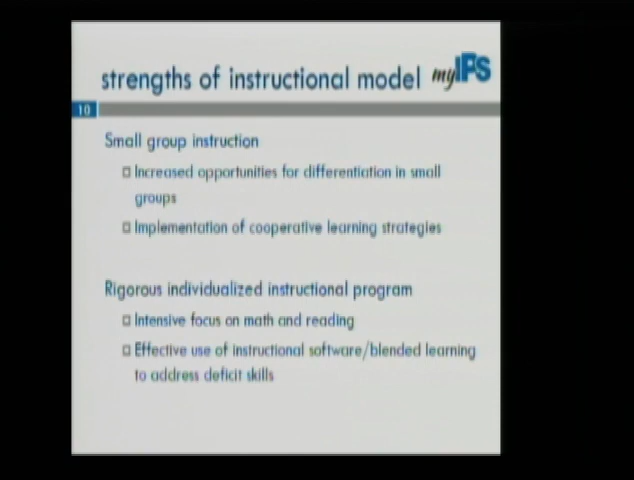 strengths of instructional model myIPS
10
Small group instruction
Increased opportunities for differentiation in small
groups
Implementation of cooperative learning strategies
Rigorous individualized instructional program
Intensive focus on math and reading
Effective use of instructional software/blended learning
to address deficit skills